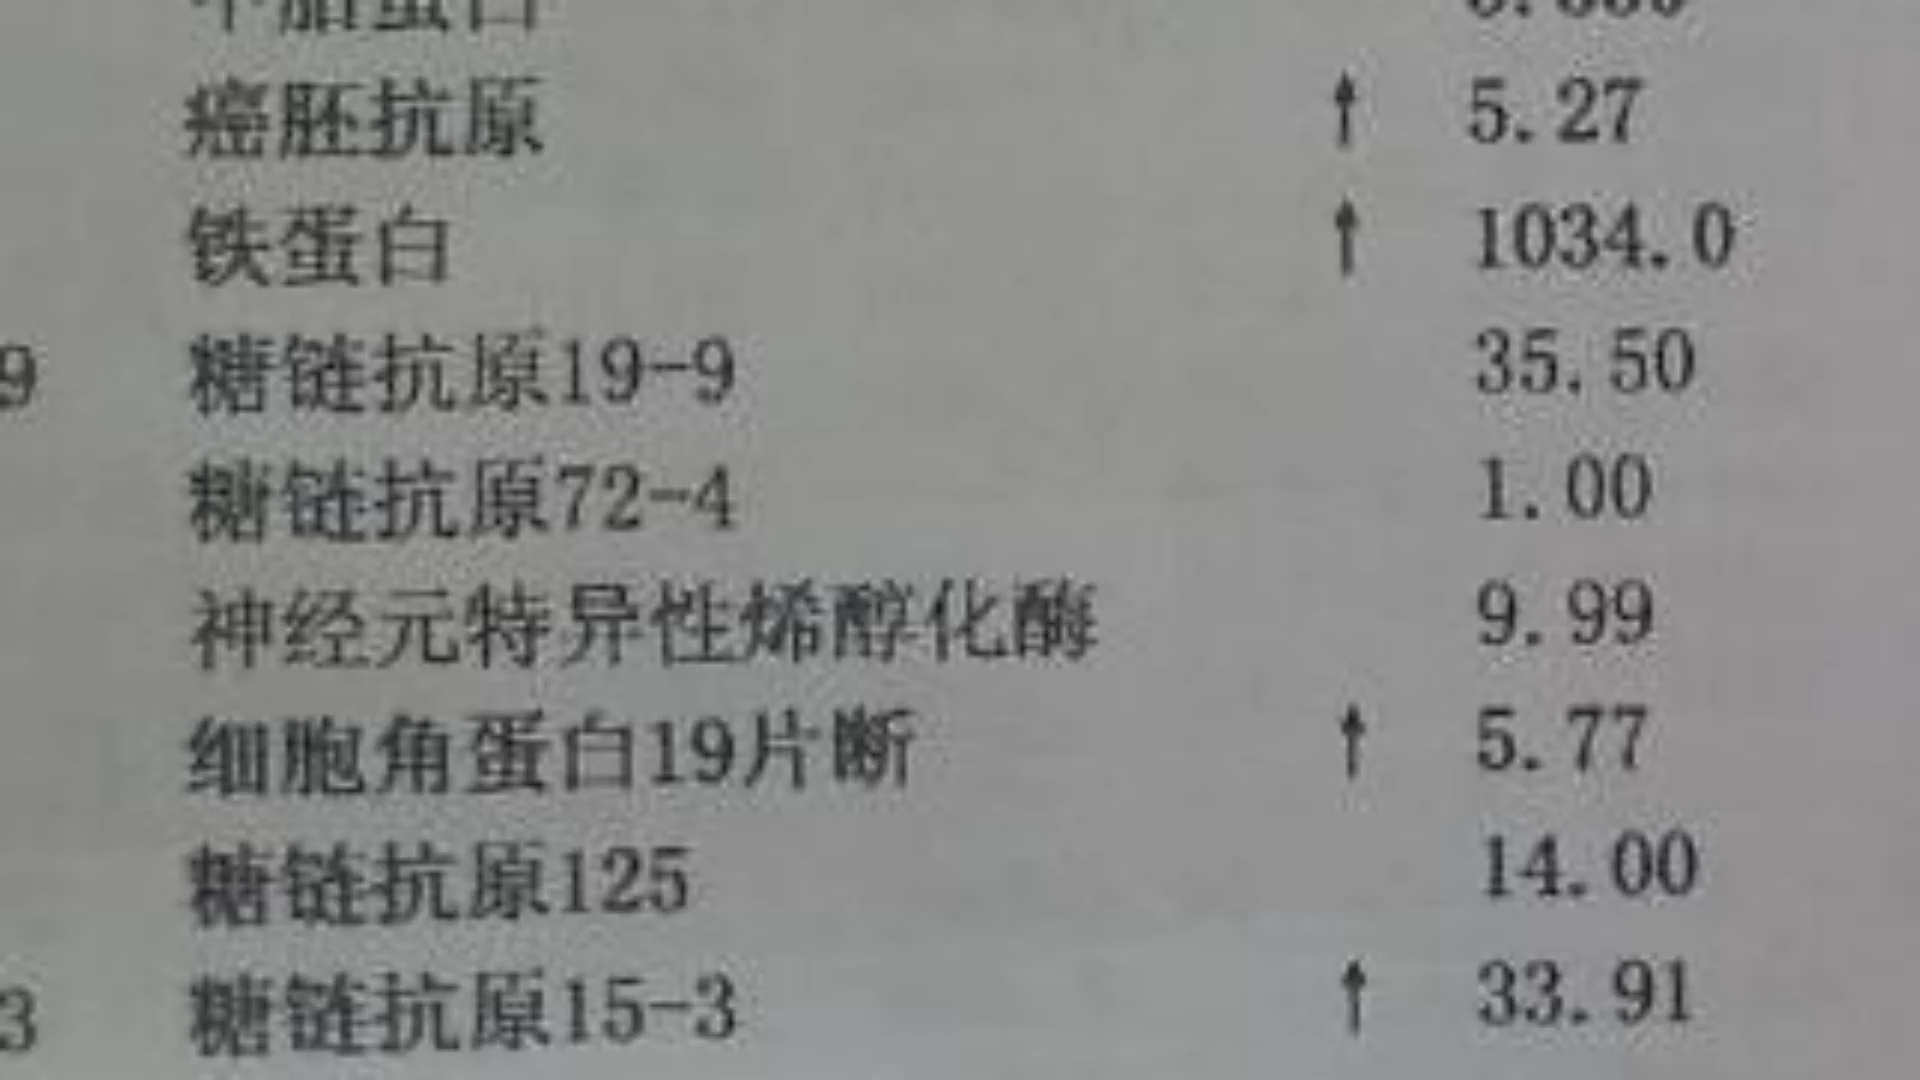 癌胚抗原 ↑ 5.27
铁蛋白 ↑ 1034.0
9 糖链抗原19-9 35.50
糖链抗原72-4 1.00
神经元特异性烯醇化酶 9.99
细胞角蛋白19片断 ↑ 5.77
糖链抗原125 14.00
3 糖链抗原15-3 ↑ 33.91